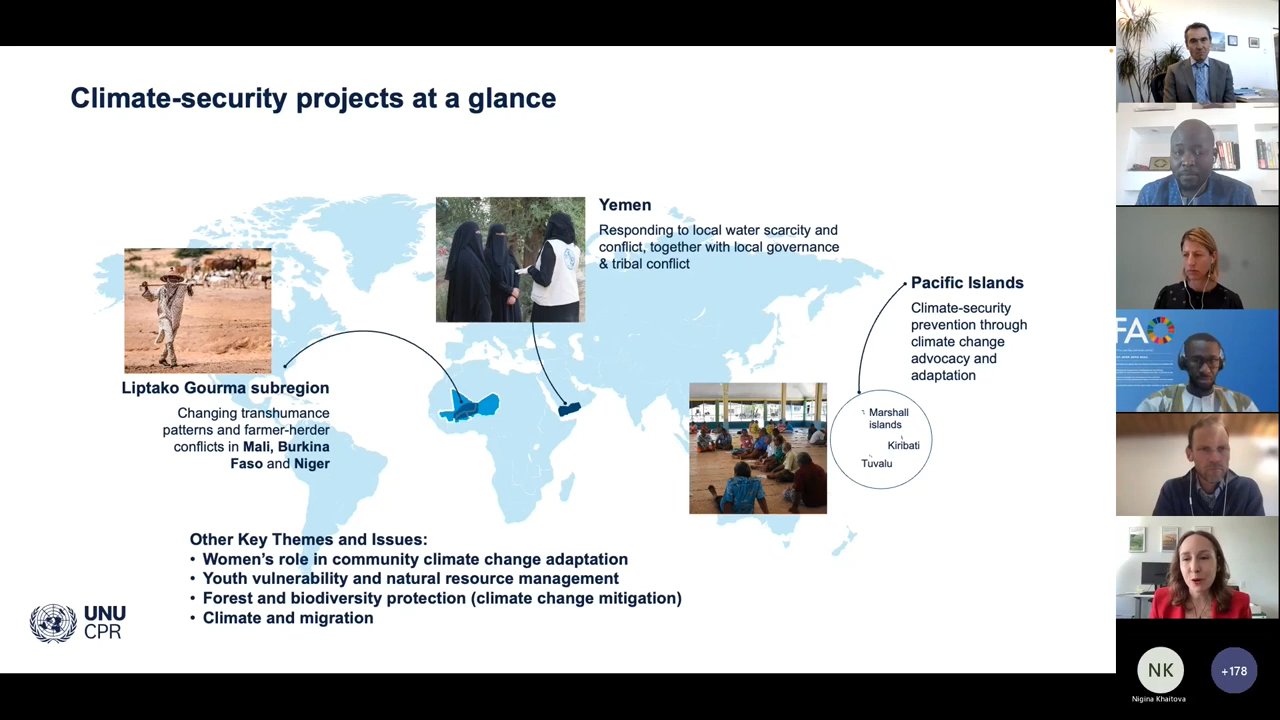 Climate-security projects at a glance
Yemen
Responding to local water scarcity and
conflict, together with local governance
& tribal conflict
Pacific Islands
Climate-security
prevention through
climate change
advocacy and
adaptation
Liptako Gourma subregion
Changing transhumance
patterns and farmer-herder
conflicts in Mali, Burkina
Faso and Niger
Marshall
islands
Kiribati
Tuvalu
Other Key Themes and Issues:
• Women's role in community climate change adaptation
• Youth vulnerability and natural resource management
• Forest and biodiversity protection (climate change mitigation)
• Climate and migration
UNU
CPR
FAO
NK
Nigina Khaitova
+178